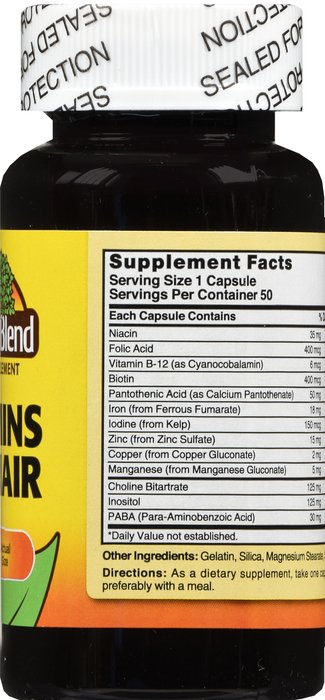 SEALED FOR
PROTECTION
SEALED FOR
PROTECTION
Blend
INS
AIR
Supplement Facts
Serving Size 1 Capsule
Servings Per Container 50
Each Capsule Contains
Niacin 35 mg
Folic Acid 400 mcg
Vitamin B-12 (as Cyanocobalamin) 6 mcg
Biotin 400 mcg
Pantothenic Acid (as Calcium Pantothenate) 50 mg
Iron (from Ferrous Fumarate) 18 mg
Iodine (from Kelp) 150 mcg
Zinc (from Zinc Sulfate) 15 mg
Copper (from Copper Gluconate) 2 mg
Manganese (from Manganese Gluconate) 5 mg
Choline Bitartrate 125 mg
Inositol 125 mg
PABA (Para-Aminobenzoic Acid) 30 mg
*Daily Value not established.
Other Ingredients: Gelatin, Silica, Magnesium Stearate
Directions: As a dietary supplement, take one
preferably with a meal.